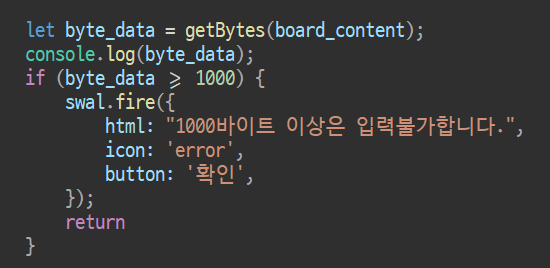 let byte_data = getBytes(board_content);
console.log(byte_data);
if (byte_data >= 1000) {
    swal.fire({
        html: "1000바이트 이상은 입력불가합니다.",
        icon: 'error',
        button: '확인',
    });
    return
}